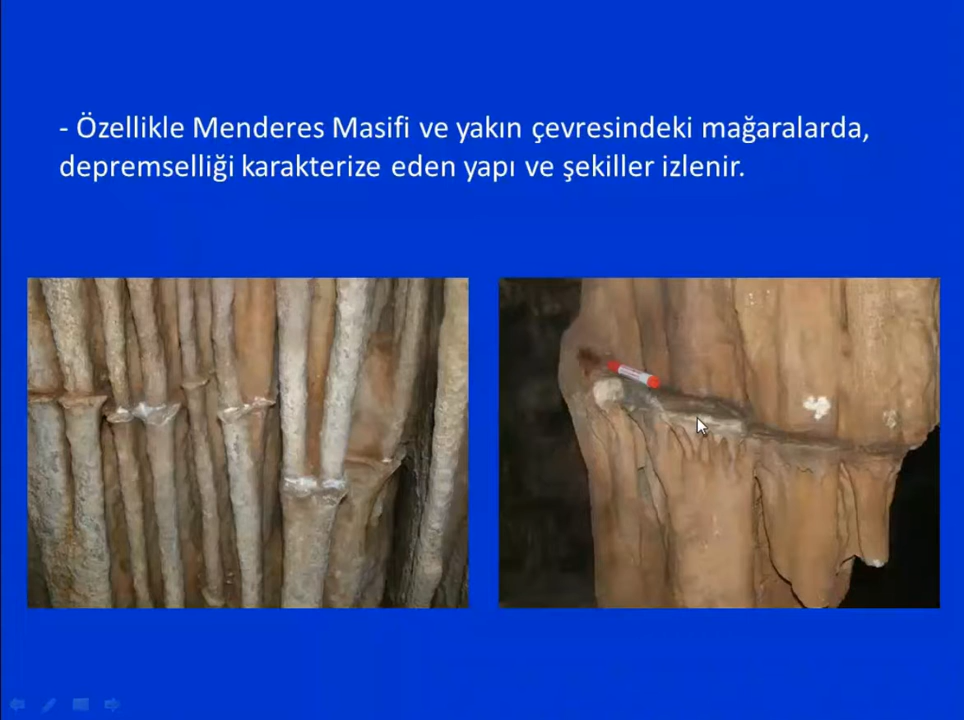 - Özellikle Menderes Masifi ve yakın çevresindeki mağaralarda,
depremselliği karakterize eden yapı ve şekiller izlenir.